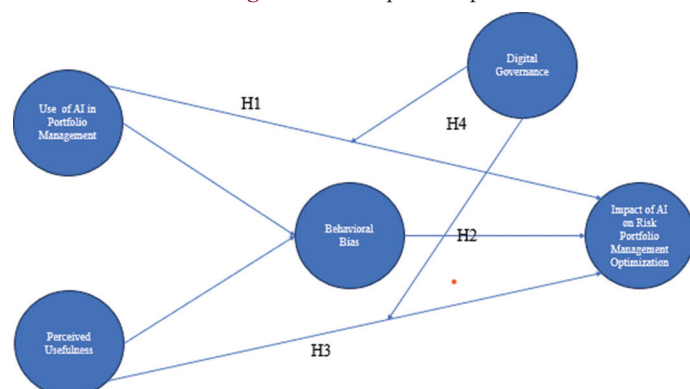 Digital
Governance
H1
Use of AI in
Portfolio
Management
H4
Behavioral
Bias
H2
Impact of AI
on Risk
Portfolio
Management
Optimization
Perceived
Usefulness
H3